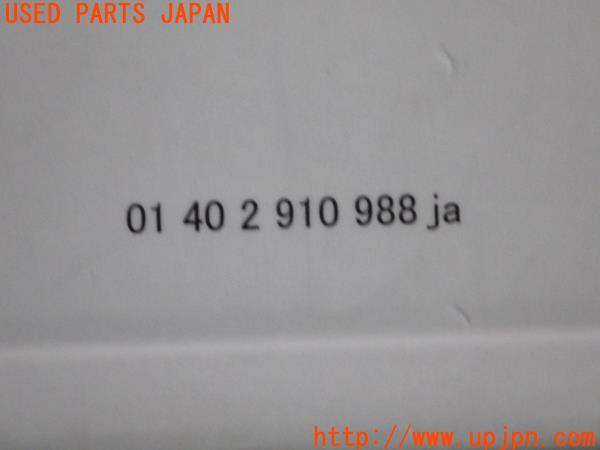 USED PARTS JAPAN
01 40 2 910 988 ja
http://www.upjpn.com